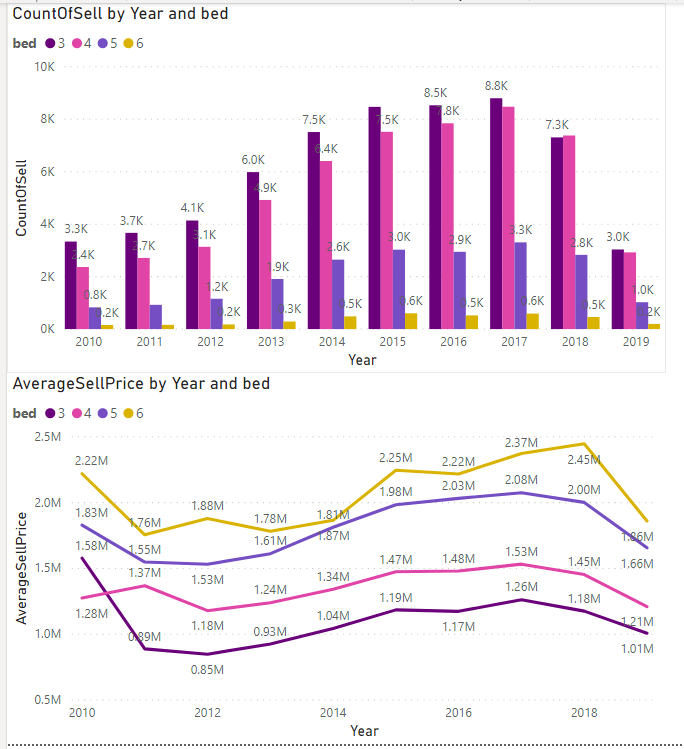 CountOfSell by Year and bed
bed 3 4 5 6
10K
8K
6K
4K
2K
0K
CountOfSell
3.3K 2.4K 0.8K 0.2K
3.7K 2.7K
4.1K 3.1K 1.2K 0.2K
6.0K 4.9K 1.9K 0.3K
7.5K 6.4K 2.6K 0.5K
7.5K 3.0K 0.6K
8.5K 7.8K 2.9K 0.5K
8.8K 3.3K 0.6K
7.3K 2.8K 0.5K
3.0K 1.0K 0.2K
2010 2011 2012 2013 2014 2015 2016 2017 2018 2019
Year
AverageSellPrice by Year and bed
bed 3 4 5 6
2.5M
2.0M
1.5M
1.0M
0.5M
AverageSellPrice
2.22M 1.76M 1.88M 1.78M 1.87M 2.25M 2.22M 2.37M 2.45M 1.86M
1.83M 1.55M 1.53M 1.61M 1.81M 1.98M 2.03M 2.08M 2.00M 1.66M
1.28M 1.37M 1.18M 1.24M 1.34M 1.47M 1.48M 1.53M 1.45M 1.21M
1.58M 0.89M 0.85M 0.93M 1.04M 1.19M 1.17M 1.26M 1.18M 1.01M
2010 2012 2014 2016 2018
Year